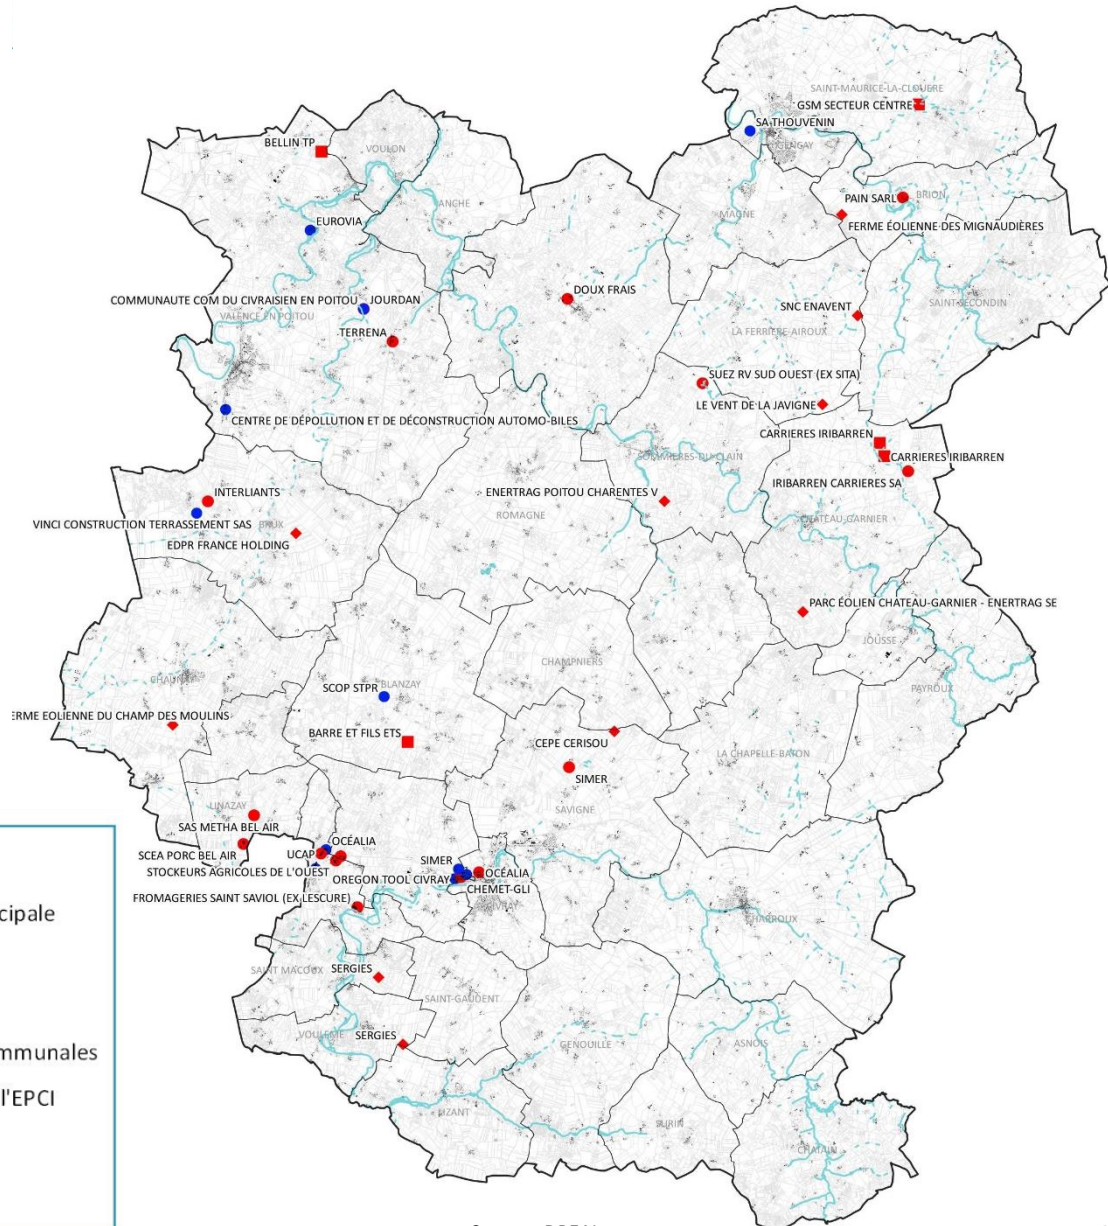 SAINT-MAURICE-LA-CLOUERE
GSM SECTEUR CENTRE
SA THOUVENIN
BELLIN TP
VOULON
PAIN SARL
BRION
ANCHE
MAGNE
FERME ÉOLIENNE DES MIGNAUDIÈRES
EUROVIA
DOUX FRAIS
COMMUNAUTE COM DU CIVRAISIEN EN POITOU
JOURDAN
SNC ENAVENT
SAINT-SECONDIN
VALENCE EN POITOU
LA FERRIERE-AIROUX
TERRENA
SUEZ RV SUD OUEST (EX SITA)
LE VENT DE LA JAVIGNE
CENTRE DE DÉPOLLUTION ET DE DÉCONSTRUCTION AUTOMO-BILES
CARRIERES IRIBARREN
SOMMIERES-DU-CLAIN
CARRIERES IRIBARREN
IRIBARREN CARRIERES SA
INTERLIANTS
ENERTRAG POITOU CHARENTES V
ROMAGNE
CHATEAU-GARNIER
VINCI CONSTRUCTION TERRASSEMENT SAS
BRUX
EDPR FRANCE HOLDING
PARC ÉOLIEN CHATEAU-GARNIER - ENERTRAG SE
JOUSSE
CHAMPNIERS
SCOP STPR
BLANZAY
PAYROUX
ERME EOLIENNE DU CHAMP DES MOULINS
BARRE ET FILS ETS
CEPE CERISOU
LA CHAPELLE-BATON
SIMER
LINAZAY
SAVIGNE
SAS METHA BEL AIR
OCÉALIA
SCEA PORC BEL AIR
UCAP
SIMER
STOCKEURS AGRICOLES DE L'OUEST
OCÉALIA
OREGON TOOL CIVRAY
CHEMET-GLI
FROMAGERIES SAINT SAVIOL (EX LESCURE)
CIVRAY
CHARROUX
cipale
SAINT MACOUX
SERGIES
SAINT-GAUDENT
VOULEME
SERGIES
GENOUILLE
ASNOIS
mmunales
l'EPCI
LIZANT
SURIN
CHATAIN